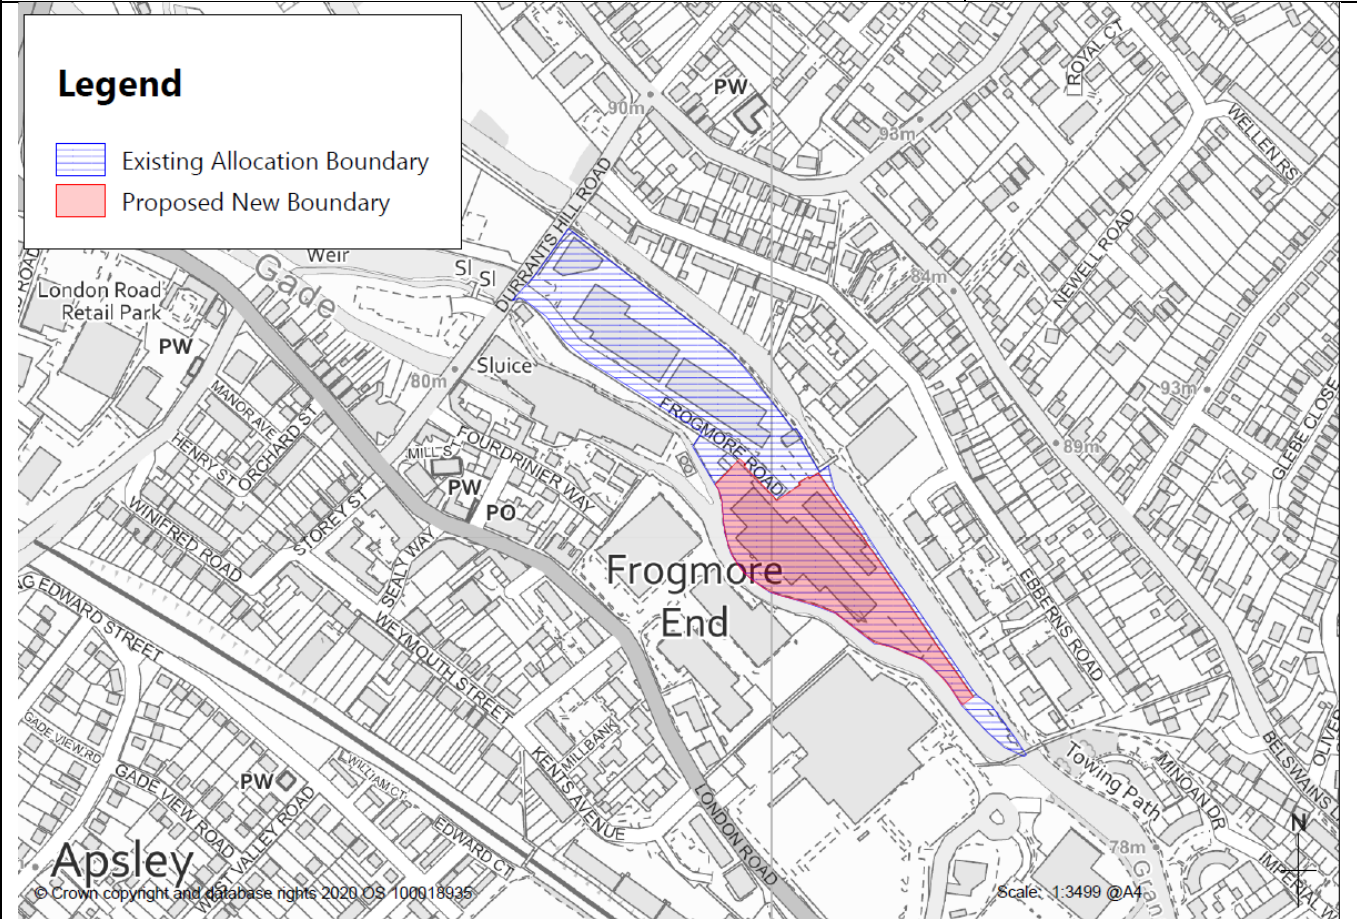 Legend
Existing Allocation Boundary
Proposed New Boundary
ROYAL CT
PW
90m
93m
WELLEN RS
DURRANTS HILL ROAD
Weir
Gade
SI
SI
London Road
Retail Park
PW
84m
NEWELL ROAD
80m
Sluice
93m
GLEBE CLOSE
MANOR AVE
HENRY ST
ORCHARD ST
FROGMORE ROAD
FOURDRINIER WAY
MILL S
PW
PO
89m
WINIFRED ROAD
STOREY ST
SEALY WAY
Frogmore
End
EBBERNS ROAD
EDWARD STREET
WEYMOUTH STREET
GADE VIEW RD
GADE VIEW ROAD
PW
WILLIAM CT
MILLBANK
KENTS AVENUE
LONDON ROAD
Towing Path
MINOAN DR
BELSWAINS
OLIVER
EDWARD CT
VALLEY ROAD
Apsley
78m
N
IMPERIAL
© Crown copyright and database rights 2020 OS 100018935
Scale: 1:3499 @A4